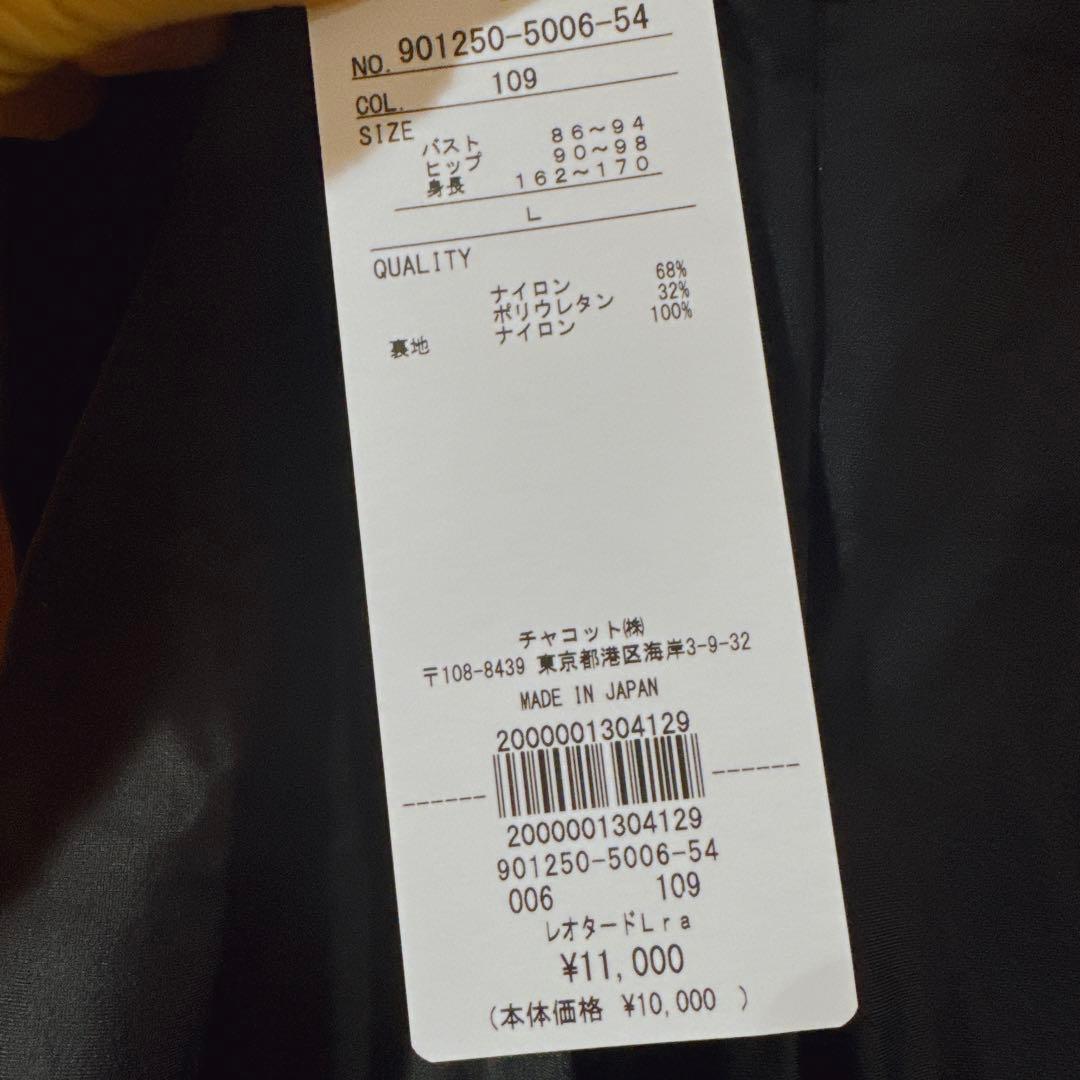 NO. 901250-5006-54
COL. 109
SIZE
バスト 86～94
ヒップ 90～98
身長 162～170
L
QUALITY
ナイロン 68%
ポリウレタン 32%
裏地 ナイロン 100%
チャコット㈱
〒108-8439 東京都港区海岸3-9-32
MADE IN JAPAN
2000001304129
2000001304129
901250-5006-54
006 109
レオタードLra
¥11,000
(本体価格 ¥10,000 )